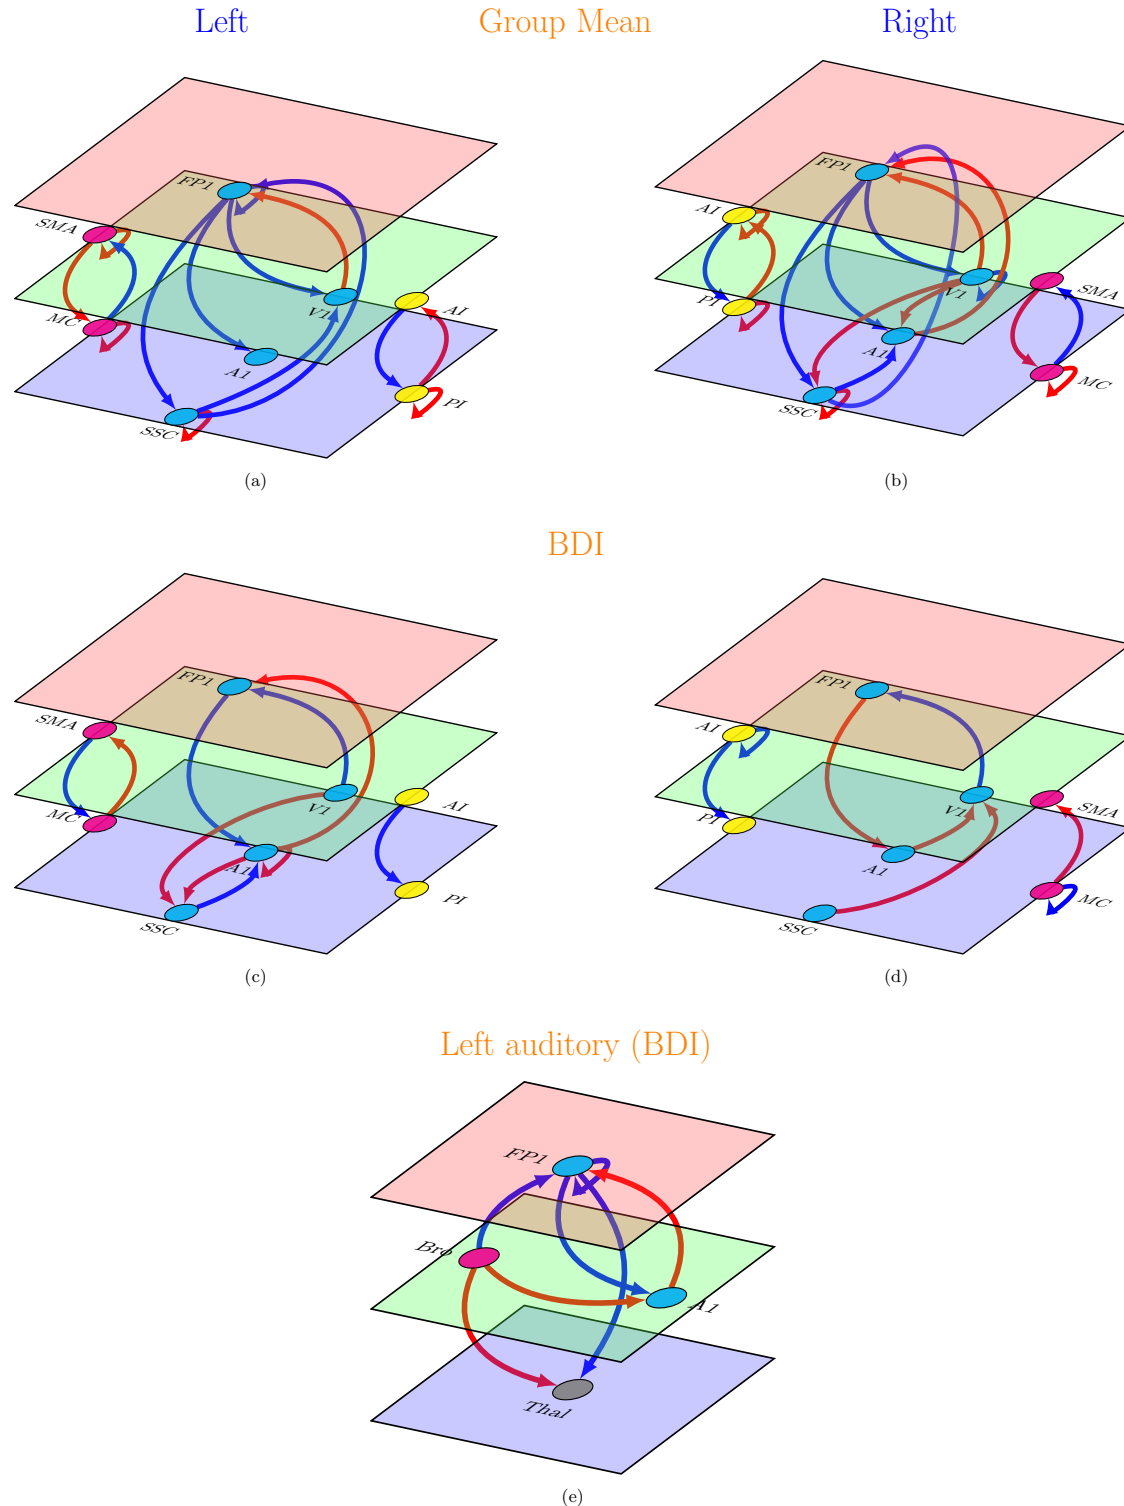 Left Group Mean Right
FP1
SMA
MC
V1
A1
SSC
AI
PI
(a)
FP1
AI
PI
V1
A1
SSC
SMA
MC
(b)
BDI
FP1
SMA
MC
V1
A1
SSC
AI
PI
(c)
FP1
AI
PI
V1
A1
SSC
SMA
MC
(d)
Left auditory (BDI)
FP1
Bro
A1
Thal
(e)